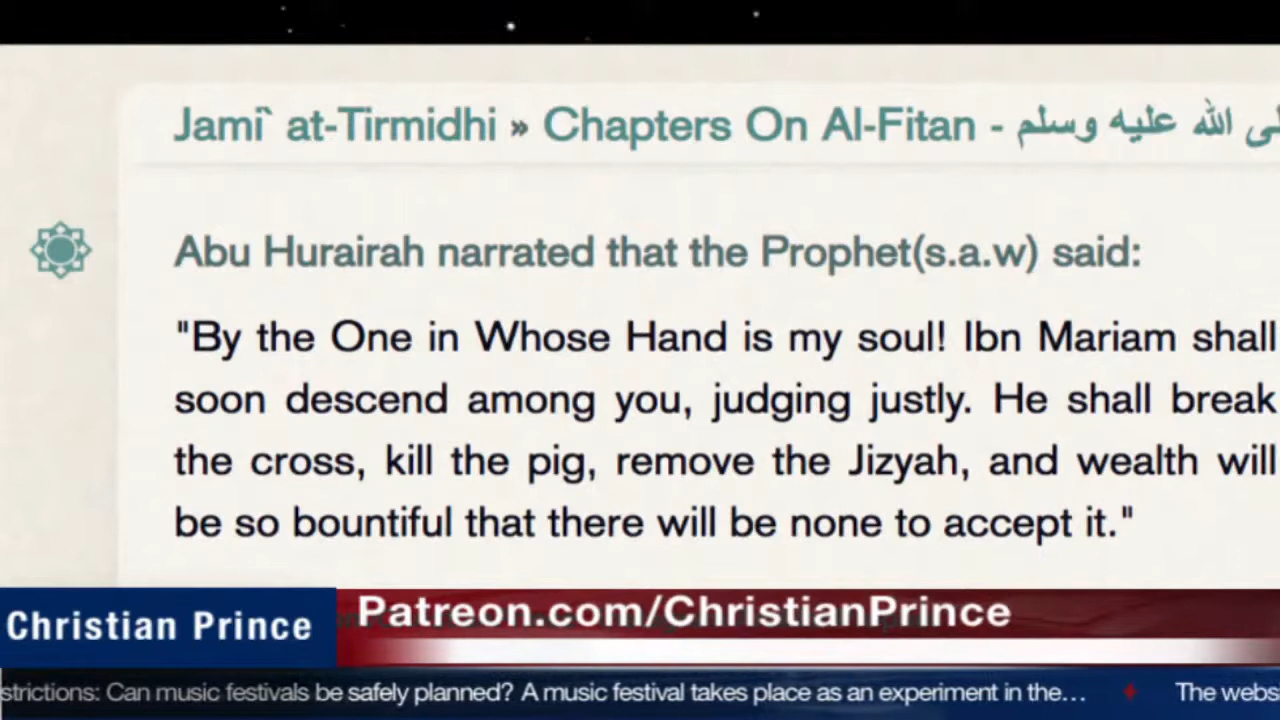 Jami` at-Tirmidhi » Chapters On Al-Fitan - لى الله عليه وسلم
Abu Hurairah narrated that the Prophet(s.a.w) said:
"By the One in Whose Hand is my soul! Ibn Mariam shall
soon descend among you, judging justly. He shall break
the cross, kill the pig, remove the Jizyah, and wealth will
be so bountiful that there will be none to accept it."
Christian Prince
Patreon.com/ChristianPrince
strictions: Can music festivals be safely planned? A music festival takes place as an experiment in the… The webs